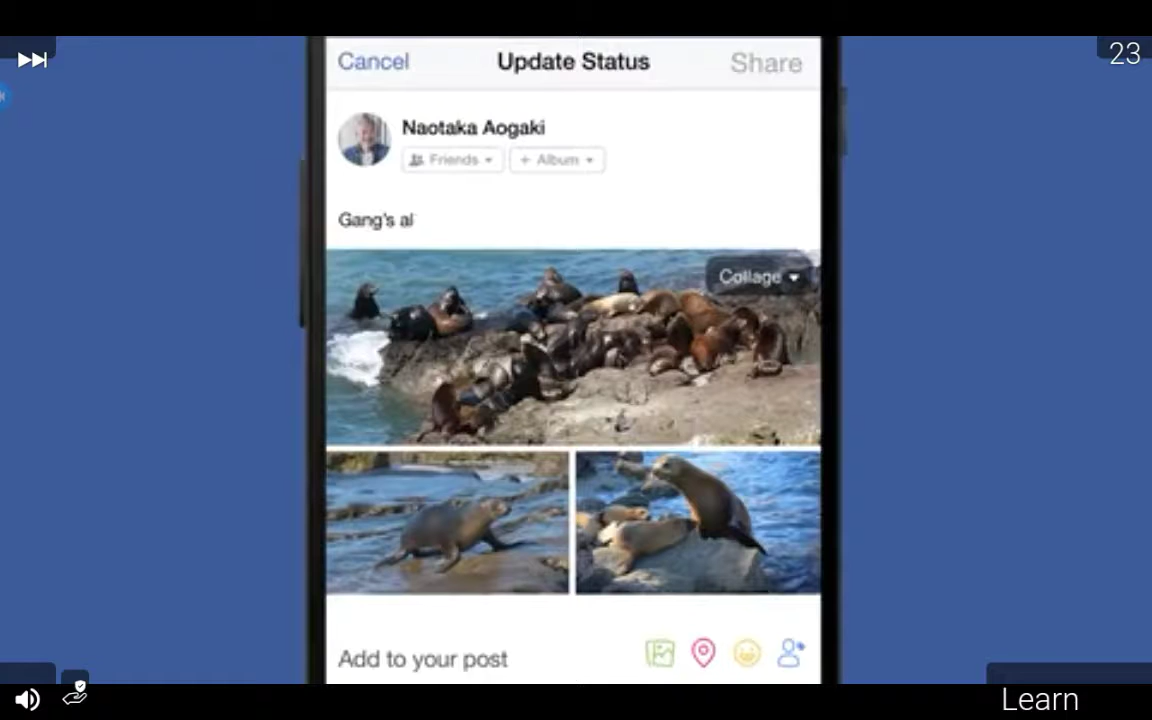 23
Cancel Update Status Share
Naotaka Aogaki
Friends + Album
Gang's al
Collage
Add to your post
Learn